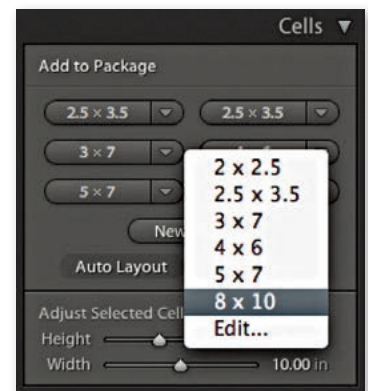 Cells
Add to Package
2.5 × 3.5 2.5 × 3.5
3 × 7
5 × 7
2 x 2.5
2.5 x 3.5
3 x 7
4 x 6
5 x 7
8 x 10
Edit...
New
Auto Layout
Adjust Selected Cel
Height
Width 10.00 in